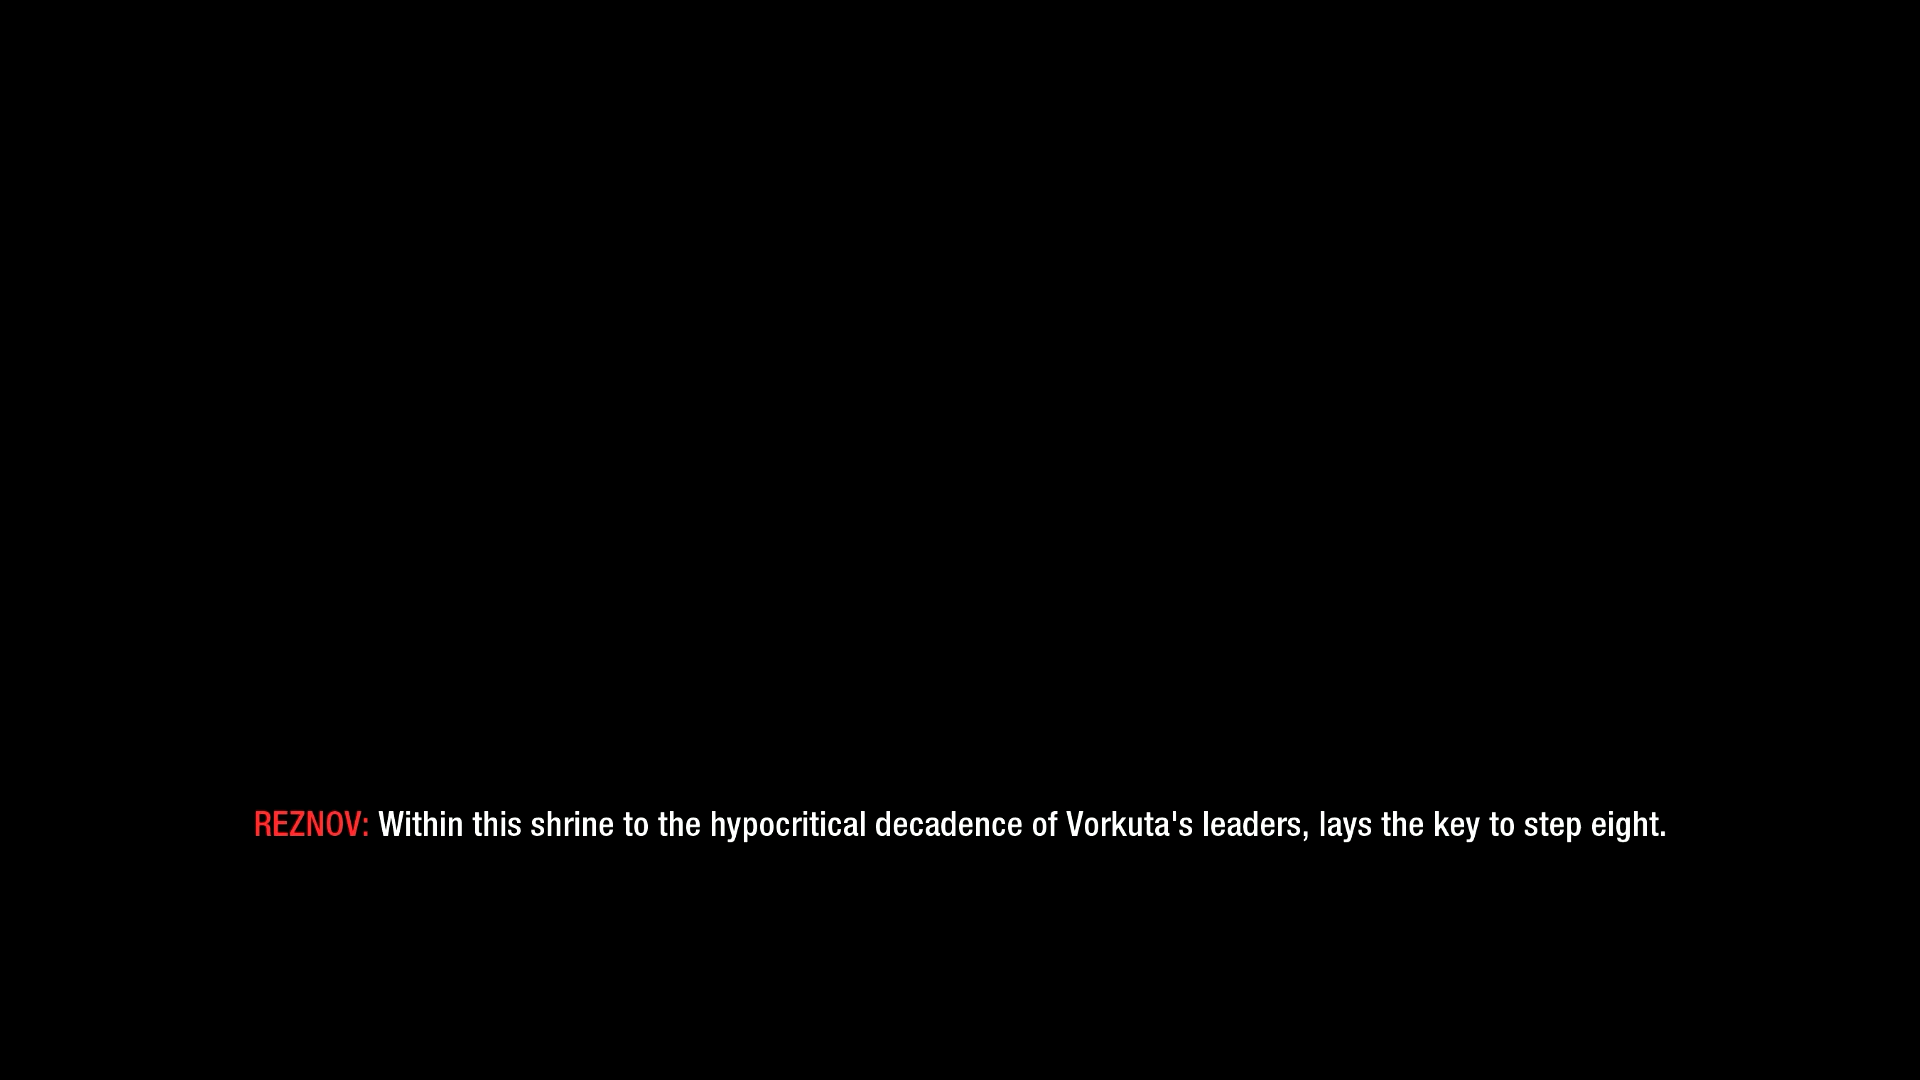 REZNOV: Within this shrine to the hypocritical decadence of Vorkuta's leaders, lays the key to step eight.